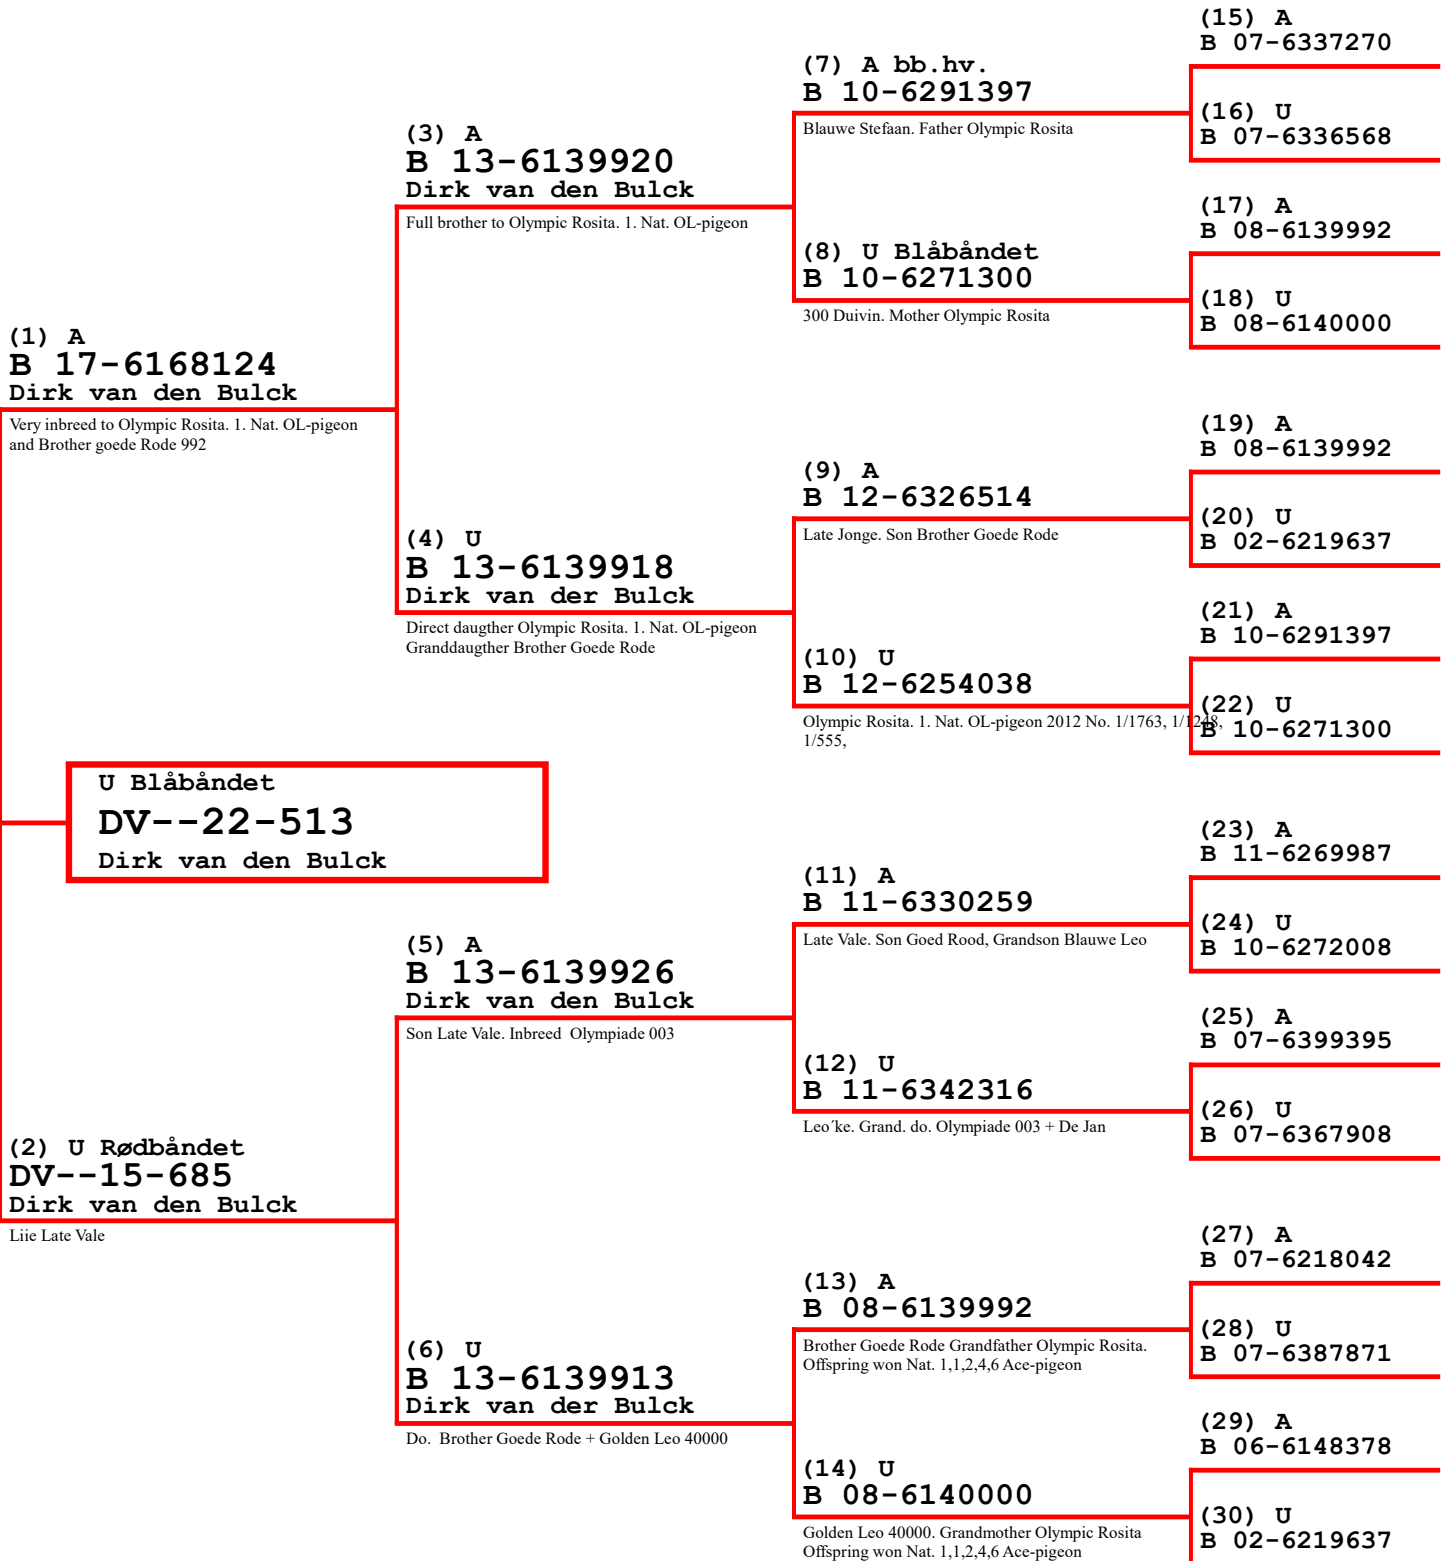 (15) A
B 07-6337270
(7) A bb.hv.
B 10-6291397
Blauwe Stefaan. Father Olympic Rosita
(16) U
B 07-6336568
(3) A
B 13-6139920
Dirk van den Bulck
Full brother to Olympic Rosita. 1. Nat. OL-pigeon
(17) A
B 08-6139992
(8) U Blåbåndet
B 10-6271300
300 Duivin. Mother Olympic Rosita
(18) U
B 08-6140000
(1) A
B 17-6168124
Dirk van den Bulck
Very inbreed to Olympic Rosita. 1. Nat. OL-pigeon
and Brother goede Rode 992
(19) A
B 08-6139992
(9) A
B 12-6326514
Late Jonge. Son Brother Goede Rode
(20) U
B 02-6219637
(4) U
B 13-6139918
Dirk van der Bulck
Direct daugther Olympic Rosita. 1. Nat. OL-pigeon
Granddaugther Brother Goede Rode
(21) A
B 10-6291397
(10) U
B 12-6254038
Olympic Rosita. 1. Nat. OL-pigeon 2012 No. 1/1763, 1/1248,
1/555,
(22) U
B 10-6271300
U Blåbåndet
DV--22-513
Dirk van den Bulck
(23) A
B 11-6269987
(11) A
B 11-6330259
Late Vale. Son Goed Rood, Grandson Blauwe Leo
(24) U
B 10-6272008
(5) A
B 13-6139926
Dirk van den Bulck
Son Late Vale. Inbreed  Olympiade 003
(25) A
B 07-6399395
(12) U
B 11-6342316
Leo´ke. Grand. do. Olympiade 003 + De Jan
(26) U
B 07-6367908
(2) U Rødbåndet
DV--15-685
Dirk van den Bulck
Liie Late Vale
(27) A
B 07-6218042
(13) A
B 08-6139992
Brother Goede Rode Grandfather Olympic Rosita.
Offspring won Nat. 1,1,2,4,6 Ace-pigeon
(28) U
B 07-6387871
(6) U
B 13-6139913
Dirk van der Bulck
Do.  Brother Goede Rode + Golden Leo 40000
(29) A
B 06-6148378
(14) U
B 08-6140000
Golden Leo 40000. Grandmother Olympic Rosita
Offspring won Nat. 1,1,2,4,6 Ace-pigeon
(30) U
B 02-6219637